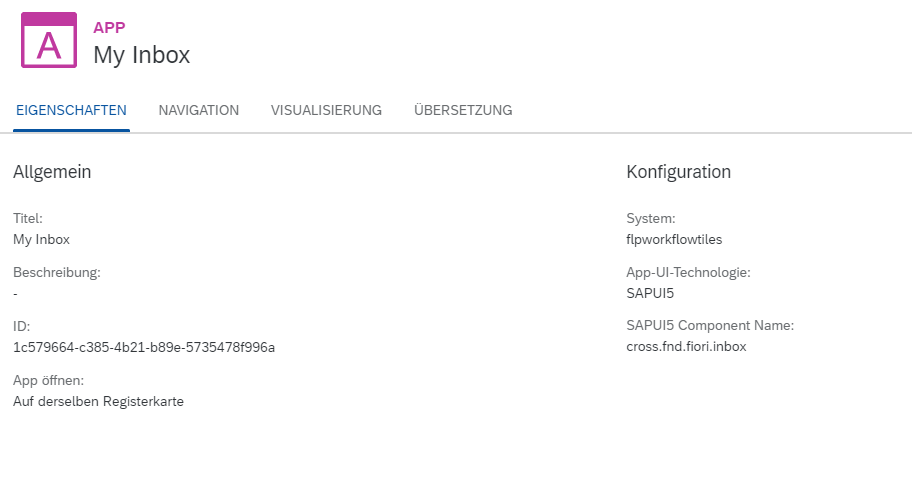 A
APP
My Inbox
EIGENSCHAFTEN NAVIGATION VISUALISIERUNG ÜBERSETZUNG
Allgemein
Titel:
My Inbox
Beschreibung:
-
ID:
1c579664-c385-4b21-b89e-5735478f996a
App öffnen:
Auf derselben Registerkarte
Konfiguration
System:
flpworkflowtiles
App-UI-Technologie:
SAPUI5
SAPUI5 Component Name:
cross.fnd.fiori.inbox